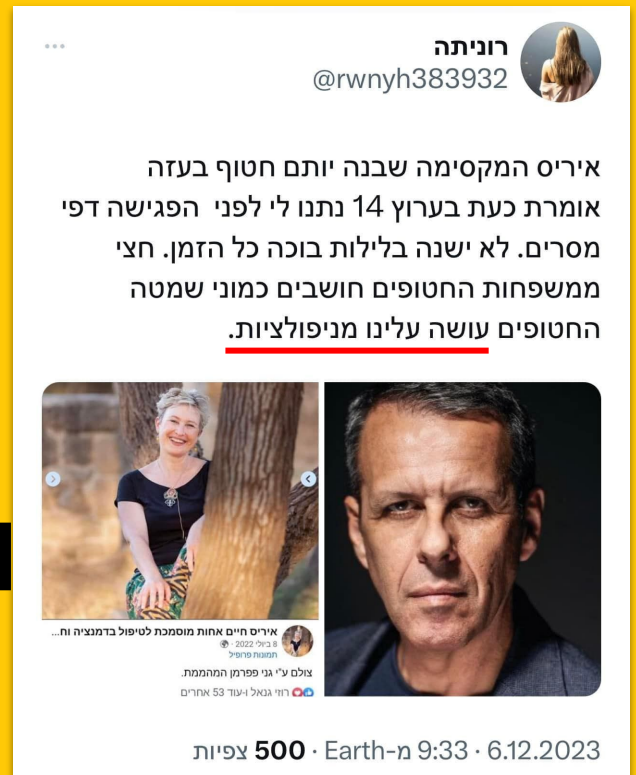 רוניתה
@rwnyh383932
איריס המקסימה שבנה יותם חטוף בעזה
אומרת כעת בערוץ 14 נתנו לי לפני הפגישה דפי
מסרים. לא ישנה בלילות בוכה כל הזמן. חצי
ממשפחות החטופים חושבים כמוני שמטה
החטופים עושה עלינו מניפולציות.
איריס חיים אחות מוסמכת לטיפול בדמנציה וח...
8 ביולי 2022 ·
תמונות פרופיל
צולם ע"י גני פפרמן המהממת.
רוזי גנאל ו-עוד 53 אחרים
6.12.2023 · 9:33 מ-Earth · 500 צפיות